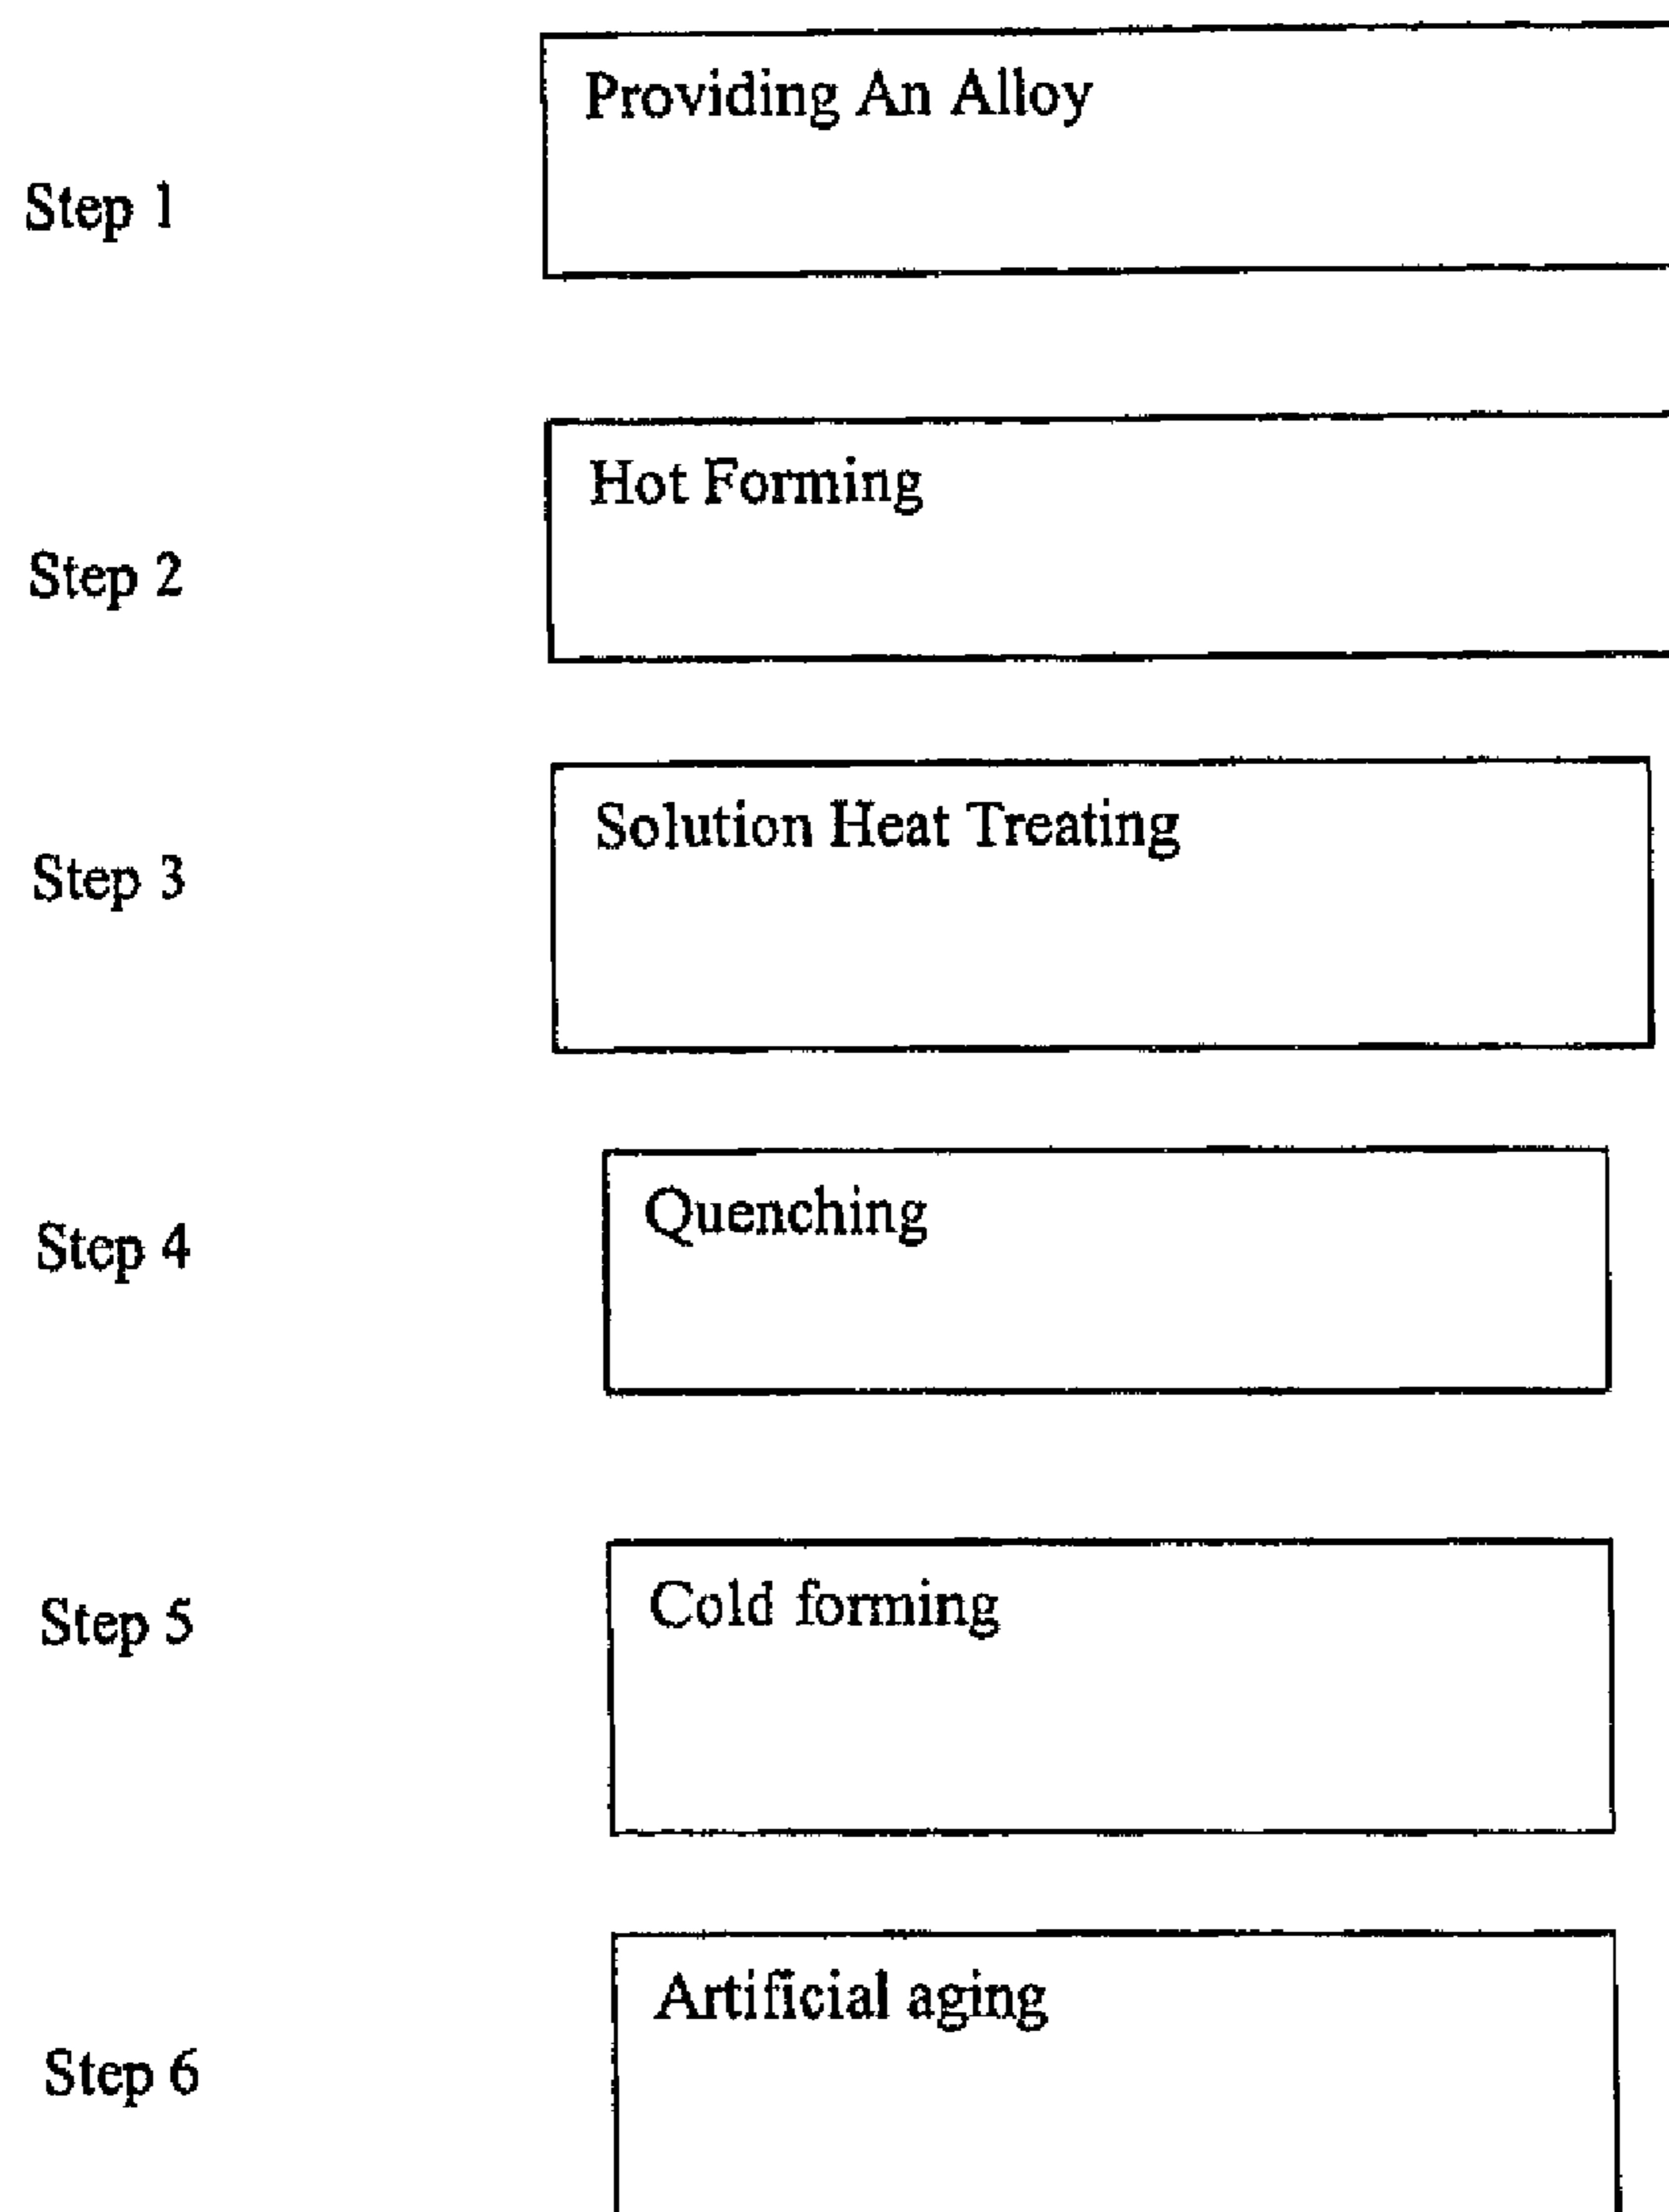 Providing An Alloy
Step 1
Hot Forming
Step 2
Solution Heat Treating
Step 3
Quenching
Step 4
Cold forming
Step 5
Artificial aging
Step 6